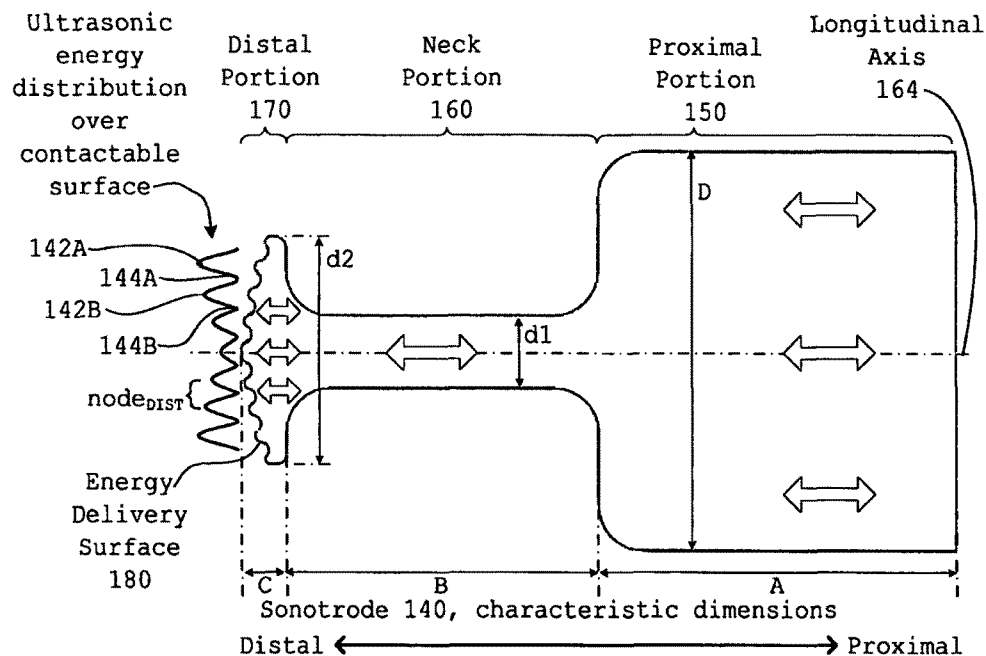 Ultrasonic
energy
distribution
over
contactable
surface
Distal
Portion
170
Neck
Portion
160
Proximal
Portion
150
Longitudinal
Axis
164
142A
144A
142B
144B
nodeDIST
d2
d1
D
Energy
Delivery
Surface
180
C
B
A
Sonotrode 140, characteristic dimensions
Distal
Proximal